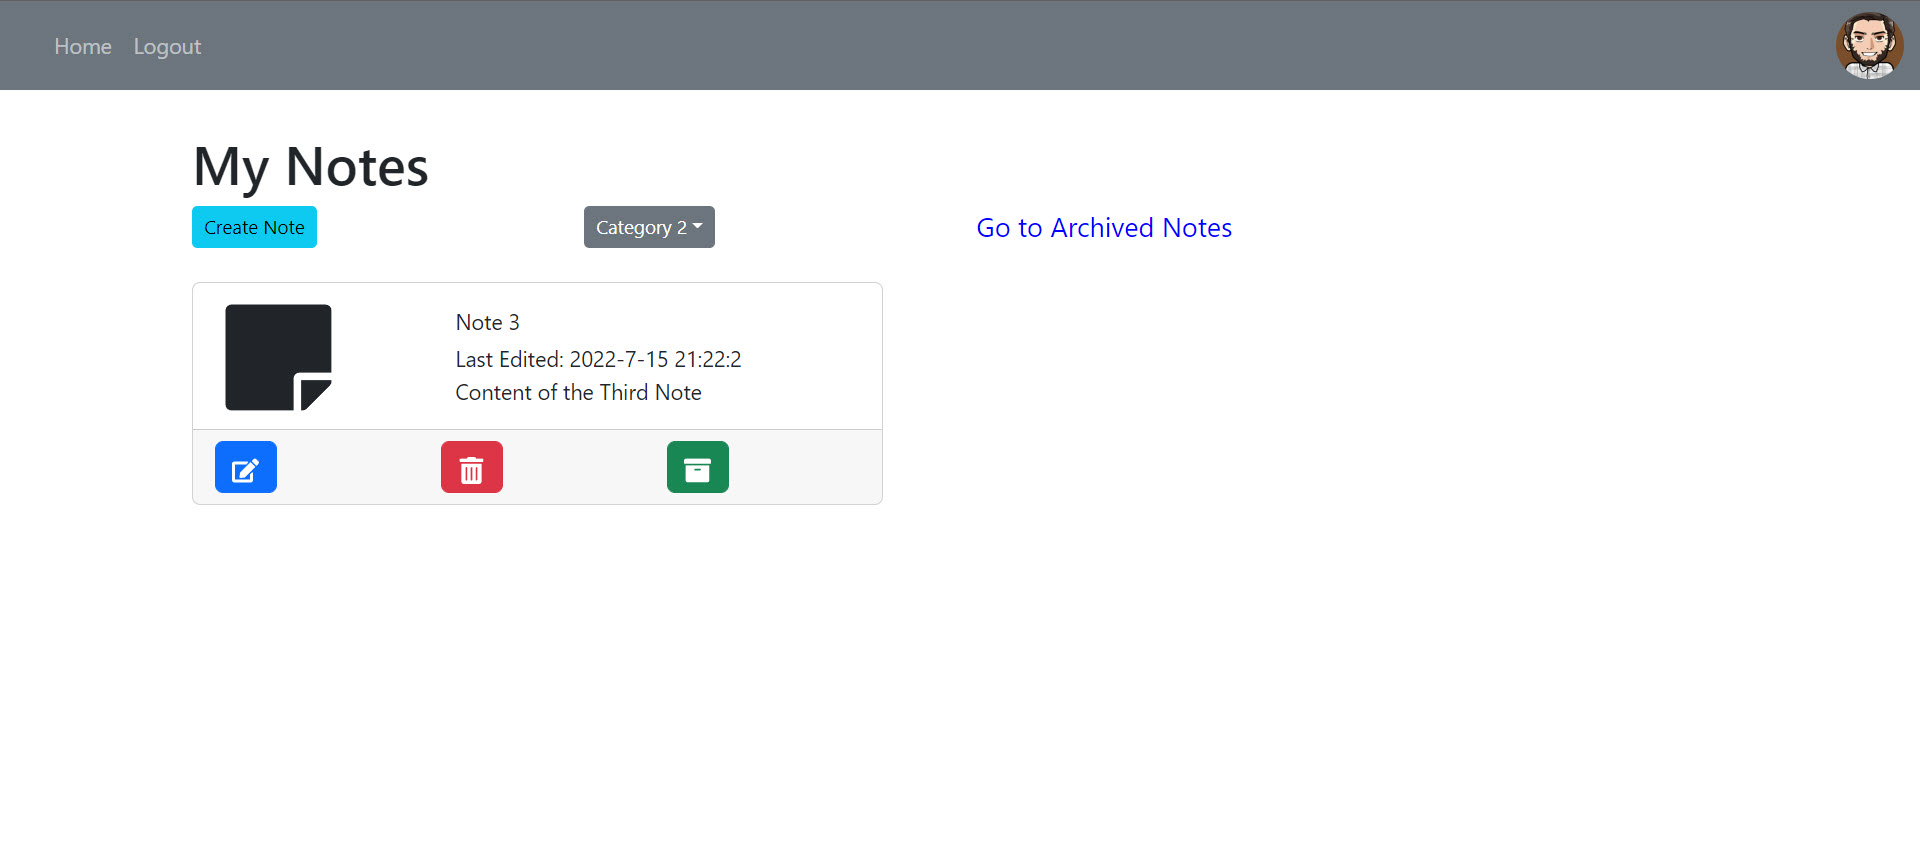 Home Logout
My Notes
Create Note Category 2 Go to Archived Notes
Note 3
Last Edited: 2022-7-15 21:22:2
Content of the Third Note